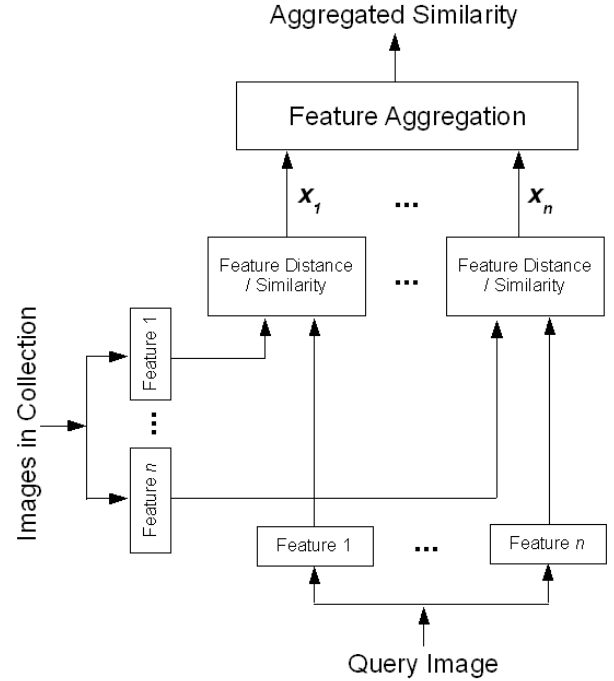 Aggregated Similarity
Feature Aggregation
x1 ... xn
Feature Distance
/ Similarity
...
Feature Distance
/ Similarity
Images in Collection
Feature 1
...
Feature n
Feature 1
...
Feature n
Query Image